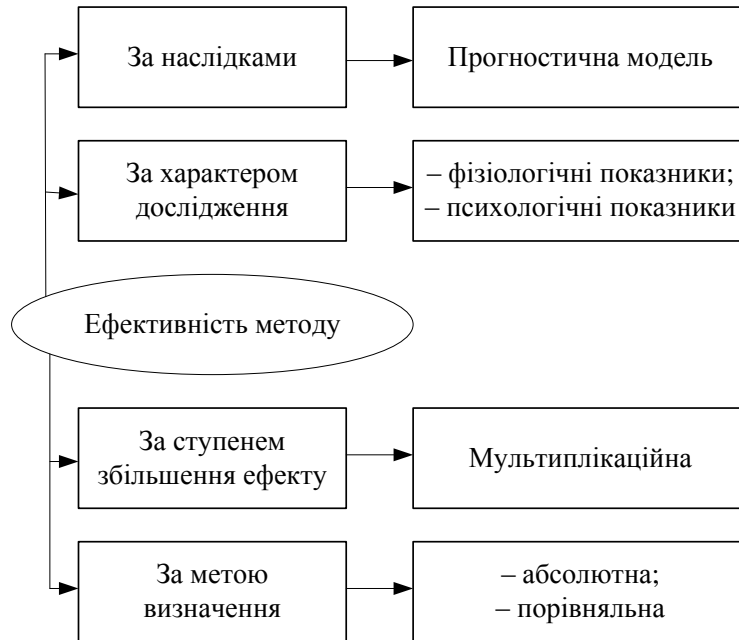 За наслідками
Прогностична модель
За характером
дослідження
– фізіологічні показники;
– психологічні показники
Ефективність методу
За ступенем
збільшення ефекту
Мультиплікаційна
За метою
визначення
– абсолютна;
– порівняльна